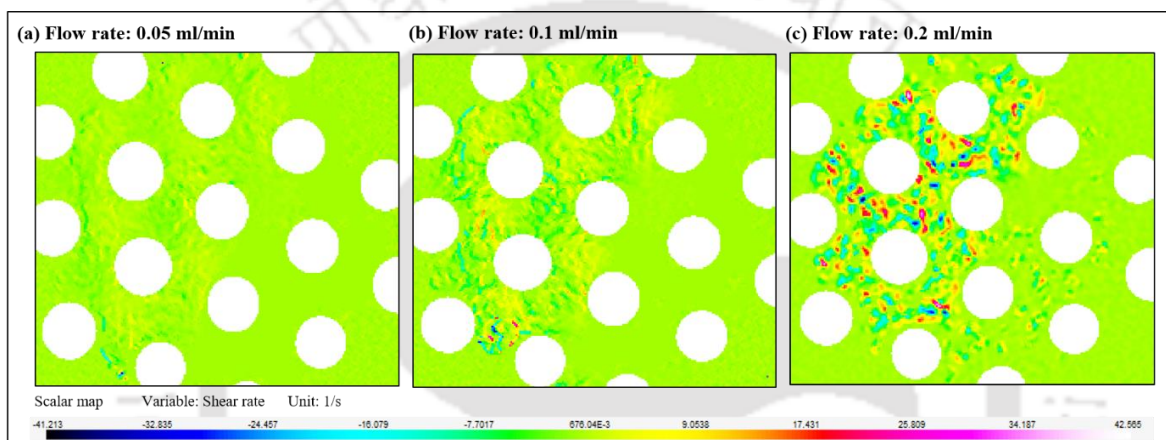 (a) Flow rate: 0.05 ml/min (b) Flow rate: 0.1 ml/min (c) Flow rate: 0.2 ml/min
Scalar map Variable: Shear rate Unit: 1/s
-41.213 -32.835 -24.457 -16.079 -7.7017 676.04E-3 9.0538 17.431 25.809 34.187 42.565